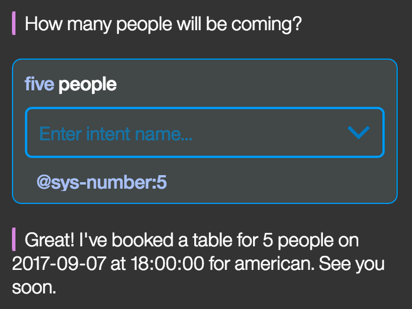 How many people will be coming?
five people
Enter intent name...
@sys-number:5
Great! I've booked a table for 5 people on
2017-09-07 at 18:00:00 for american. See you
soon.